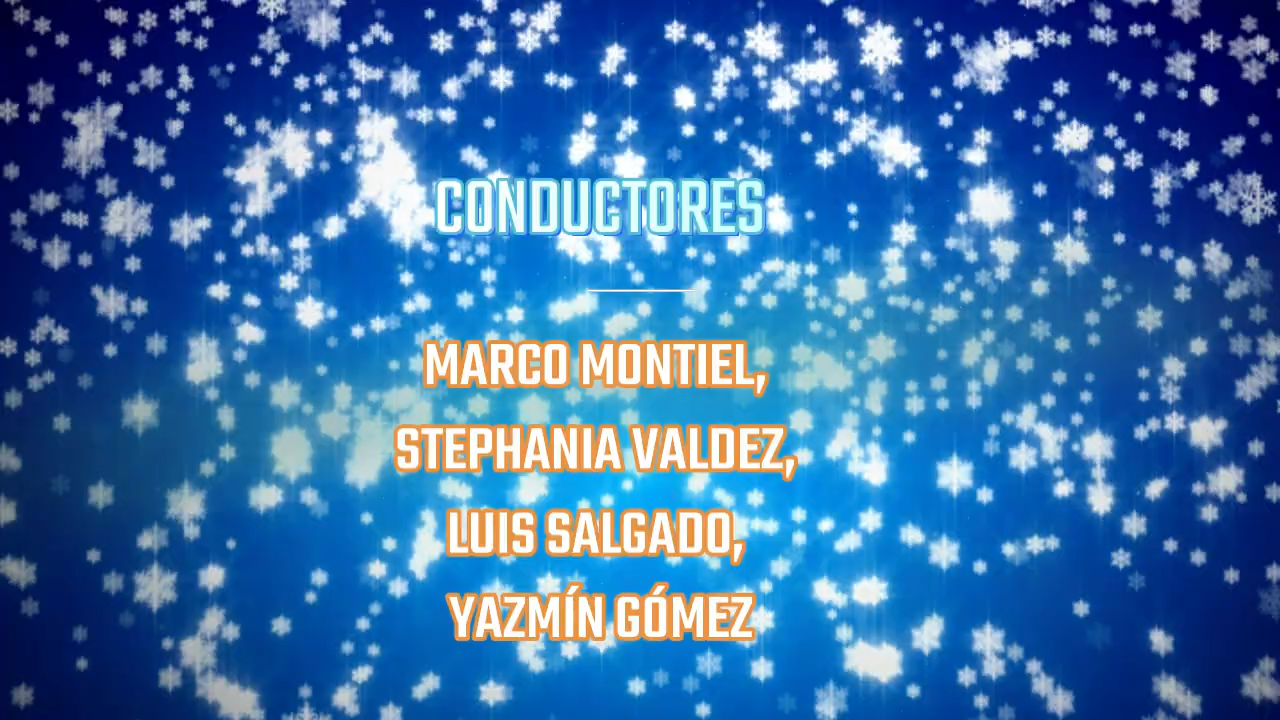 CONDUCTORES
MARCO MONTIEL,
STEPHANIA VALDEZ,
LUIS SALGADO,
YAZMÍN GÓMEZ